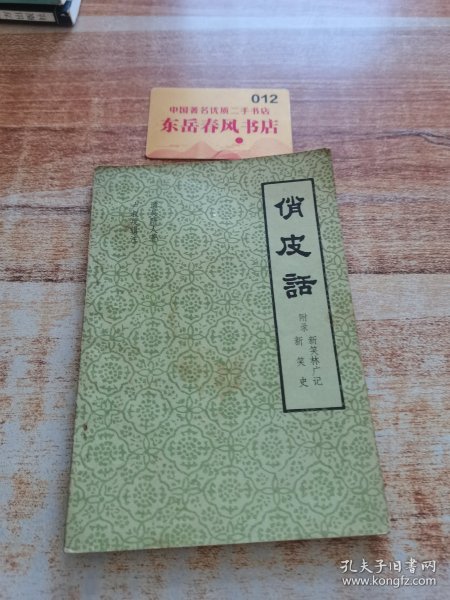 012
中国著名优质二手书店
东岳春风书店
俏皮話
附录
新笑林广记
新笑史
孔夫子旧书网
www.kongfz.com